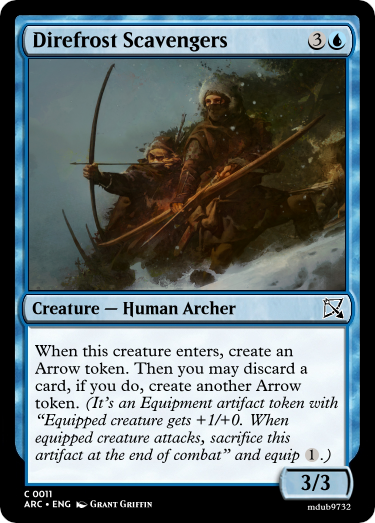 Direfrost Scavengers 3
Creature — Human Archer
When this creature enters, create an
Arrow token. Then you may discard a
card, if you do, create another Arrow
token. (It's an Equipment artifact token with
“Equipped creature gets +1/+0. When
equipped creature attacks, sacrifice this
artifact at the end of combat” and equip 1.)
3/3
C 0011
ARC • ENG Grant Griffin
mdub9732